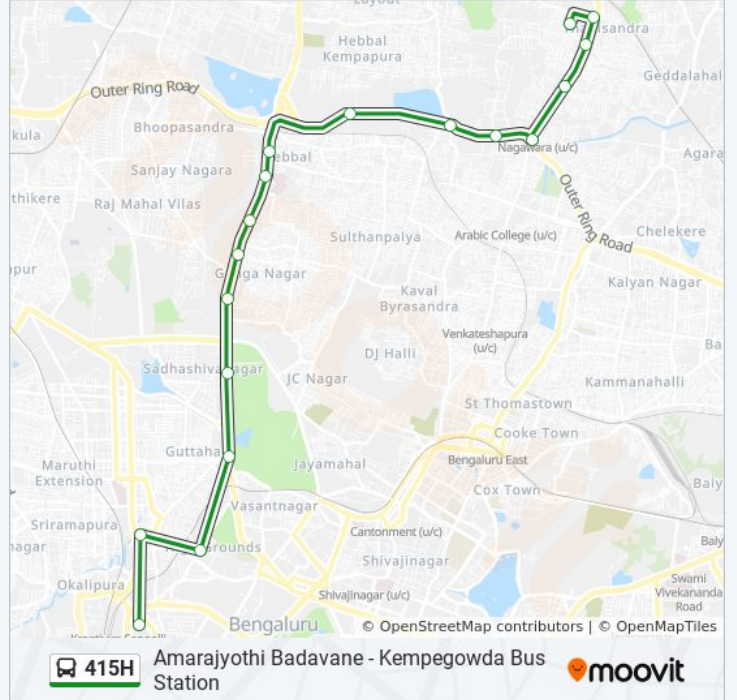 Layout
Hebbal
Kempapura
Geddalahal
Outer Ring Road
kula
Bhoopasandra
Nagawara (u/c)
Agara
Sanjay Nagara
thikere
Raj Mahal Vilas
Outer Ring Road
Sulthanpalya
Arabic College (u/c)
Chelekere
apur
Ganga Nagar
Kaval
Byrasandra
Kalyan Nagar
Venkateshapura
(u/c)
Ba
DJ Halli
Sadhashivanagar
JC Nagar
Kammanahalli
St Thomastown
Cooke Town
Guttaha
Maruthi
Extension
Jayamahal
Bengaluru East
Cox Town
Baiy
Vasantnagar
Sriramapura
Cantonment (u/c)
nagar
Grounds
Baiy
Shivajinagar
Okalipura
Swami
Vivekananda
Road
Shivajinagar (u/c)
Bengaluru
© OpenStreetMap contributors | © OpenMapTiles
415H
Amarajyothi Badavane - Kempegowda Bus
Station
moovit